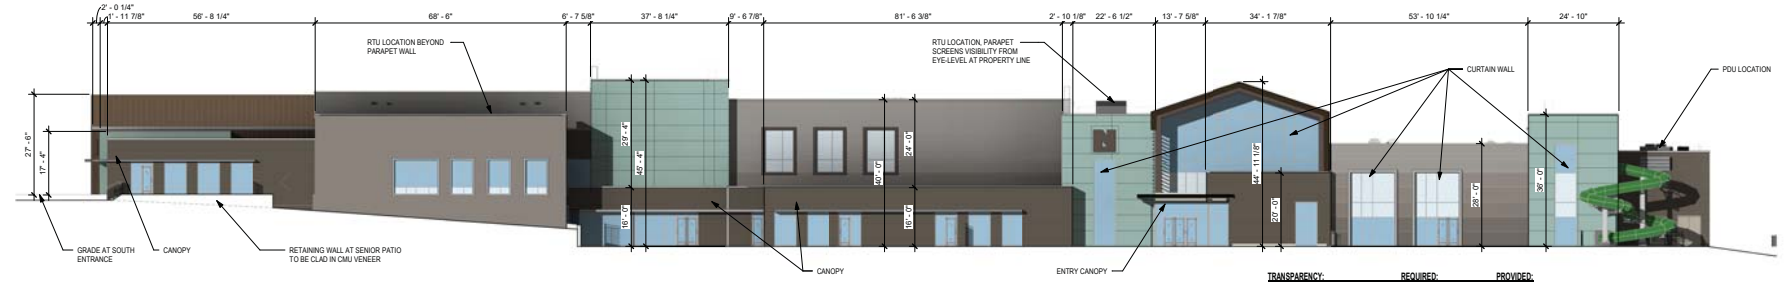 2' - 0 1/4"
1' - 11 7/8"
56' - 8 1/4"
68' - 6"
6' - 7 5/8"
37' - 8 1/4"
9' - 6 7/8"
81' - 6 3/8"
2' - 10 1/8"
22' - 6 1/2"
13' - 7 5/8"
34' - 1 7/8"
53' - 10 1/4"
24' - 10"
RTU LOCATION BEYOND
PARAPET WALL
RTU LOCATION, PARAPET
SCREENS VISIBILITY FROM
EYE-LEVEL AT PROPERTY LINE
CURTAIN WALL
PDU LOCATION
27' - 6"
17' - 4"
29' - 4"
45' - 4"
16' - 0"
40' - 0"
24' - 0"
16' - 0"
N
44' - 11 1/8"
20' - 0"
28' - 0"
36' - 0"
GRADE AT SOUTH
ENTRANCE
CANOPY
RETAINING WALL AT SENIOR PATIO
TO BE CLAD IN CMU VENEER
CANOPY
ENTRY CANOPY
TRANSPARENCY: REQUIRED: PROVIDED: